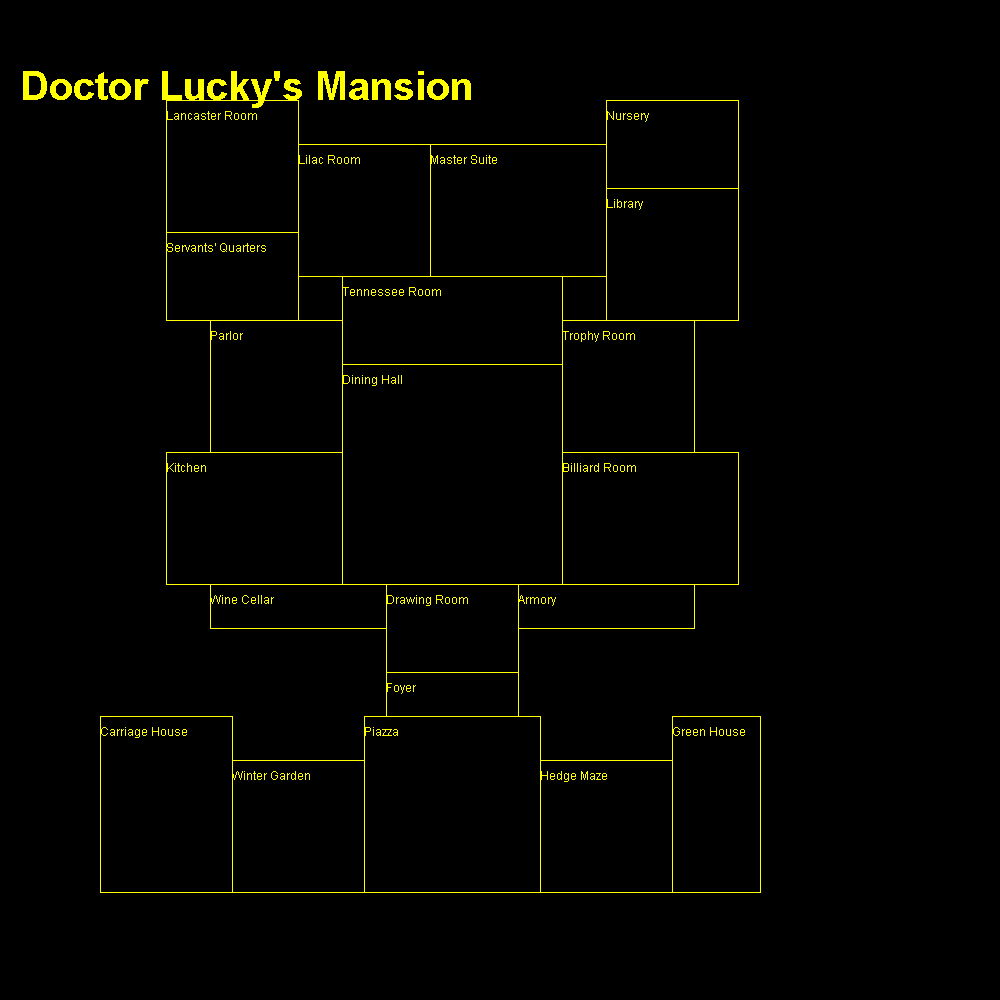 Doctor Lucky's Mansion
Lancaster Room
Nursery
Lilac Room
Master Suite
Library
Servants' Quarters
Tennessee Room
Parlor
Trophy Room
Dining Hall
Kitchen
Billiard Room
Wine Cellar
Drawing Room
Armory
Foyer
Carriage House
Piazza
Green House
Winter Garden
Hedge Maze